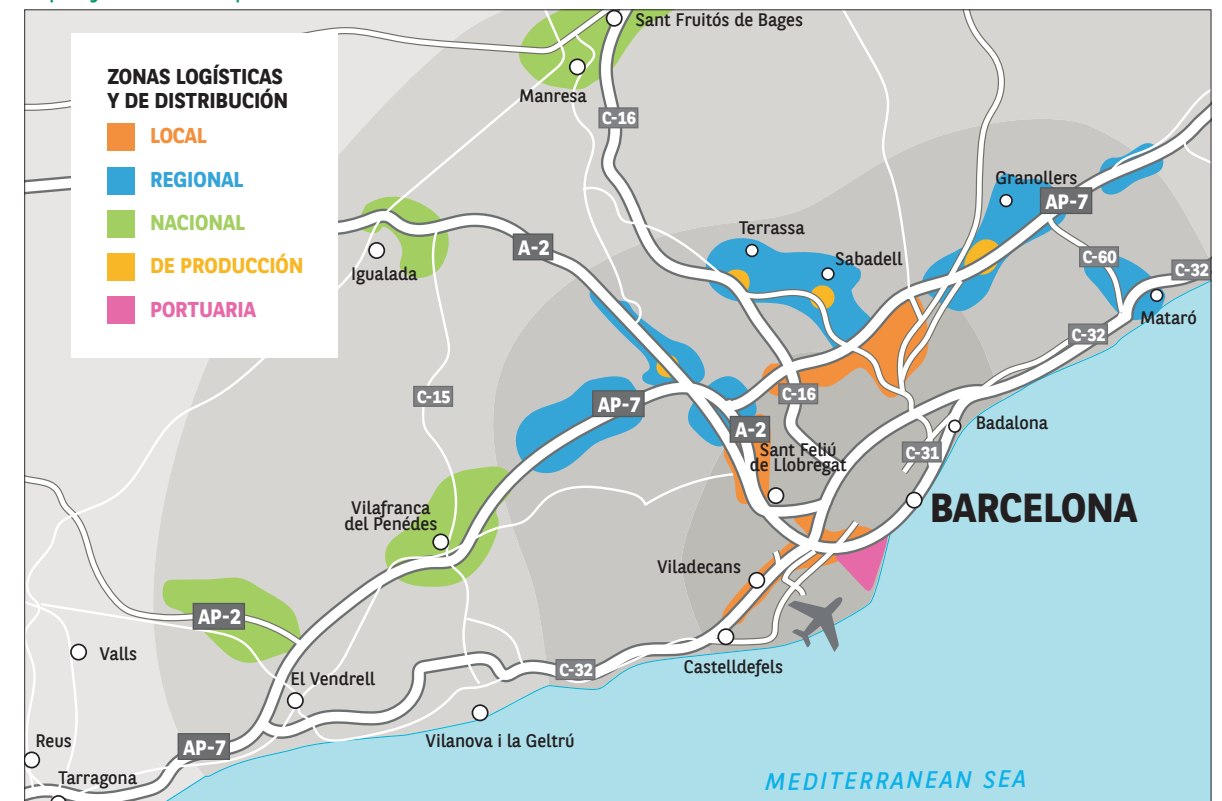 ZONAS LOGÍSTICAS
Y DE DISTRIBUCIÓN
LOCAL
REGIONAL
NACIONAL
DE PRODUCCIÓN
PORTUARIA
Sant Fruitós de Bages
Manresa
C-16
Granollers
AP-7
Terrassa
A-2
Sabadell
C-60
C-32
Igualada
Mataró
C-32
C-15
AP-7
C-16
A-2
Badalona
Sant Feliú
de Llobregat
C-31
Vilafranca
del Penédes
BARCELONA
Viladecans
AP-2
Valls
Castelldefels
C-32
El Vendrell
Reus
AP-7
Vilanova i la Geltrú
Tarragona
MEDITERRANEAN SEA